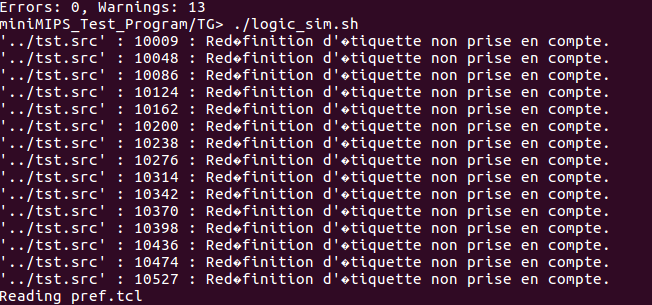 Errors: 0, Warnings: 13
miniMIPS_Test_Program/TG> ./logic_sim.sh
'../tst.src' : 10009 : Red�finition d'�tiquette non prise en compte.
'../tst.src' : 10048 : Red�finition d'�tiquette non prise en compte.
'../tst.src' : 10086 : Red�finition d'�tiquette non prise en compte.
'../tst.src' : 10124 : Red�finition d'�tiquette non prise en compte.
'../tst.src' : 10162 : Red�finition d'�tiquette non prise en compte.
'../tst.src' : 10200 : Red�finition d'�tiquette non prise en compte.
'../tst.src' : 10238 : Red�finition d'�tiquette non prise en compte.
'../tst.src' : 10276 : Red�finition d'�tiquette non prise en compte.
'../tst.src' : 10314 : Red�finition d'�tiquette non prise en compte.
'../tst.src' : 10342 : Red�finition d'�tiquette non prise en compte.
'../tst.src' : 10370 : Red�finition d'�tiquette non prise en compte.
'../tst.src' : 10398 : Red�finition d'�tiquette non prise en compte.
'../tst.src' : 10436 : Red�finition d'�tiquette non prise en compte.
'../tst.src' : 10474 : Red�finition d'�tiquette non prise en compte.
'../tst.src' : 10527 : Red�finition d'�tiquette non prise en compte.
Reading pref.tcl